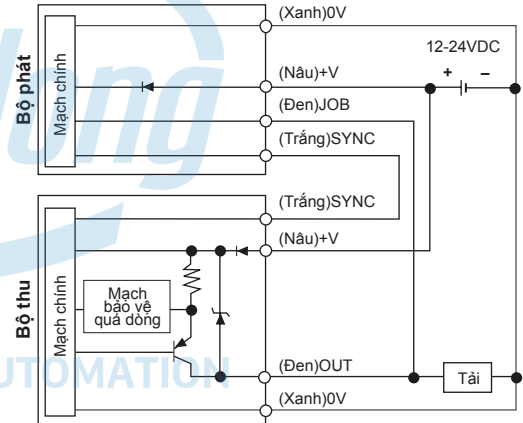 (Xanh)0V
12-24VDC
(Nâu)+V
+ –
(Đen)JOB
(Trắng)SYNC
Bộ phát
Mạch chính
(Trắng)SYNC
(Nâu)+V
Bộ thu
Mạch chính
Mạch
bảo vệ
quá dòng
(Đen)OUT
Tải
(Xanh)0V
UTOMATION